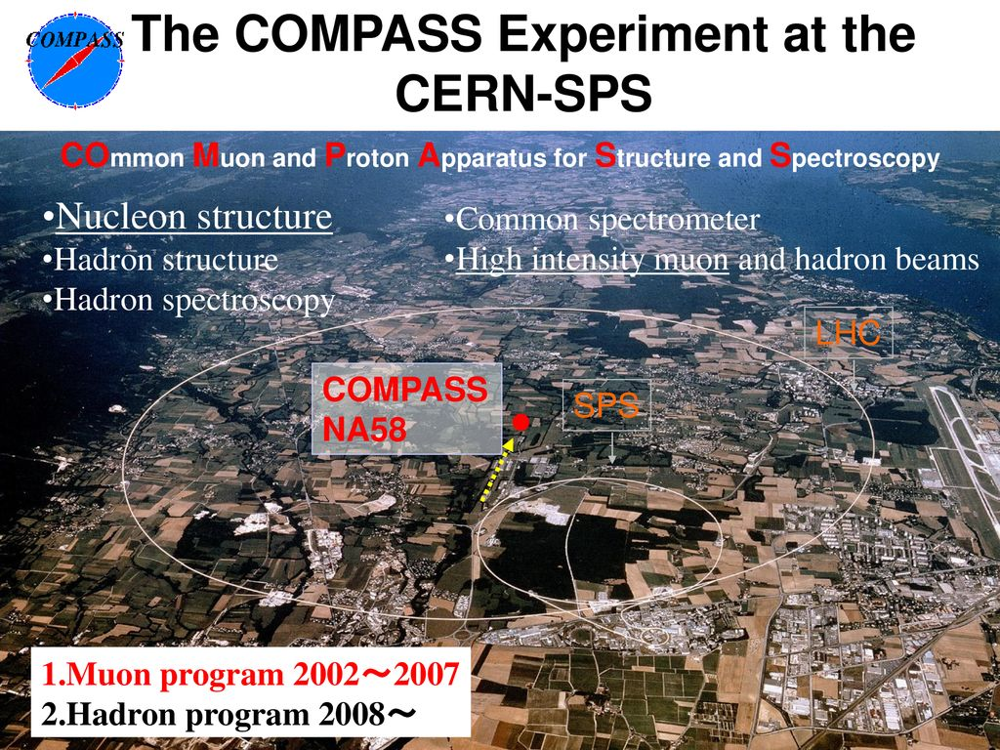 COMPASS
The COMPASS Experiment at the
CERN-SPS
COmmon Muon and Proton Apparatus for Structure and Spectroscopy
•Nucleon structure
•Hadron structure
•Hadron spectroscopy
•Common spectrometer
•High intensity muon and hadron beams
LHC
COMPASS
NA58
SPS
1.Muon program 2002～2007
2.Hadron program 2008～